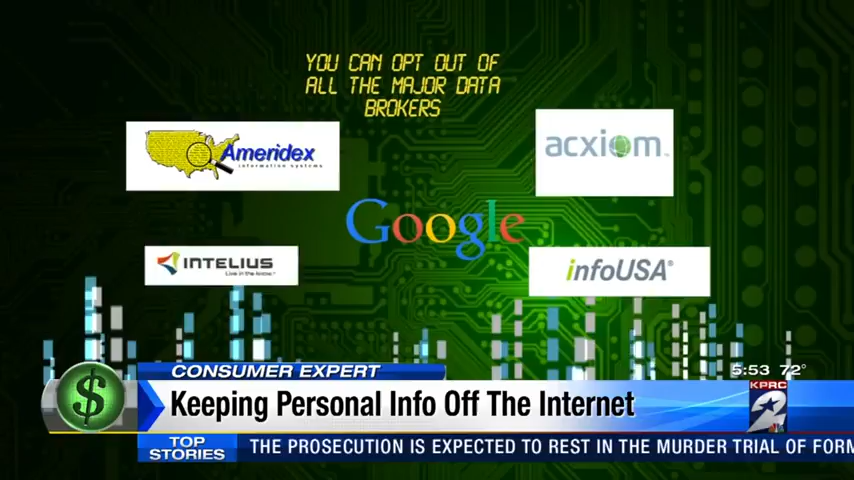 YOU CAN OPT OUT OF
ALL THE MAJOR DATA
BROKERS
Ameridex
information systems
acxiom
Google
INTELIUS
Live in the know.
infoUSA®
CONSUMER EXPERT
5:53 72°
$
Keeping Personal Info Off The Internet
KPRC
2
TOP
STORIES
THE PROSECUTION IS EXPECTED TO REST IN THE MURDER TRIAL OF FORM